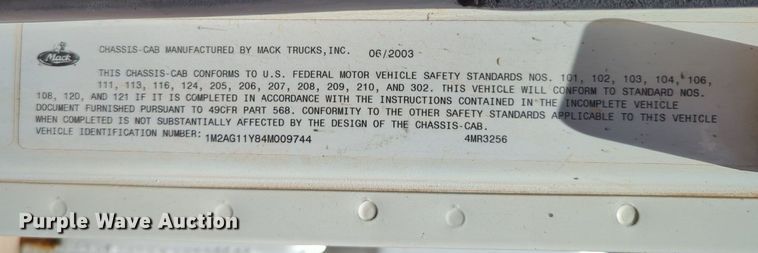 Mack
CHASSIS-CAB MANUFACTURED BY MACK TRUCKS, INC. 06/2003
THIS CHASSIS-CAB CONFORMS TO U.S. FEDERAL MOTOR VEHICLE SAFETY STANDARDS NOS. 101, 102, 103, 104, 106,
111, 113, 116, 124, 205, 206, 207, 208, 209, 210, AND 302. THIS VEHICLE WILL CONFORM TO STANDARD NOS.
108, 120, AND 121 IF IT IS COMPLETED IN ACCORDANCE WITH THE INSTRUCTIONS CONTAINED IN THE INCOMPLETE VEHICLE
DOCUMENT FURNISHED PURSUANT TO 49CFR PART 568. CONFORMITY TO THE OTHER SAFETY STANDARDS APPLICABLE TO THIS VEHICLE
WHEN COMPLETED IS NOT SUBSTANTIALLY AFFECTED BY THE DESIGN OF THE CHASSIS-CAB.
VEHICLE IDENTIFICATION NUMBER: 1M2AG11Y84M009744 4MR3256
Purple Wave Auction